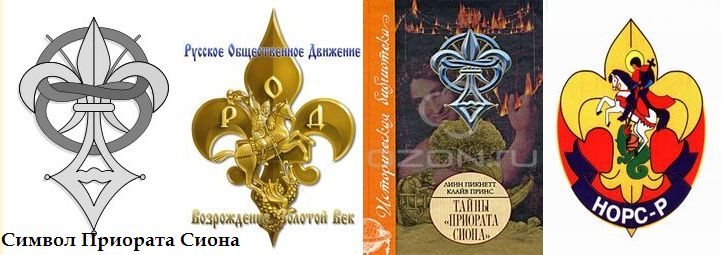 Символ Приората Сиона
Русское Общественное Движение
Р О Д
Возрождение. Золотой Век
Историческая библиотека
OZON.RU
ЛИНН ПИКНЕТТ
КЛАЙВ ПРИНС
ТАЙНЫ
«ПРИОРАТА
СИОНА»
НОРС-Р